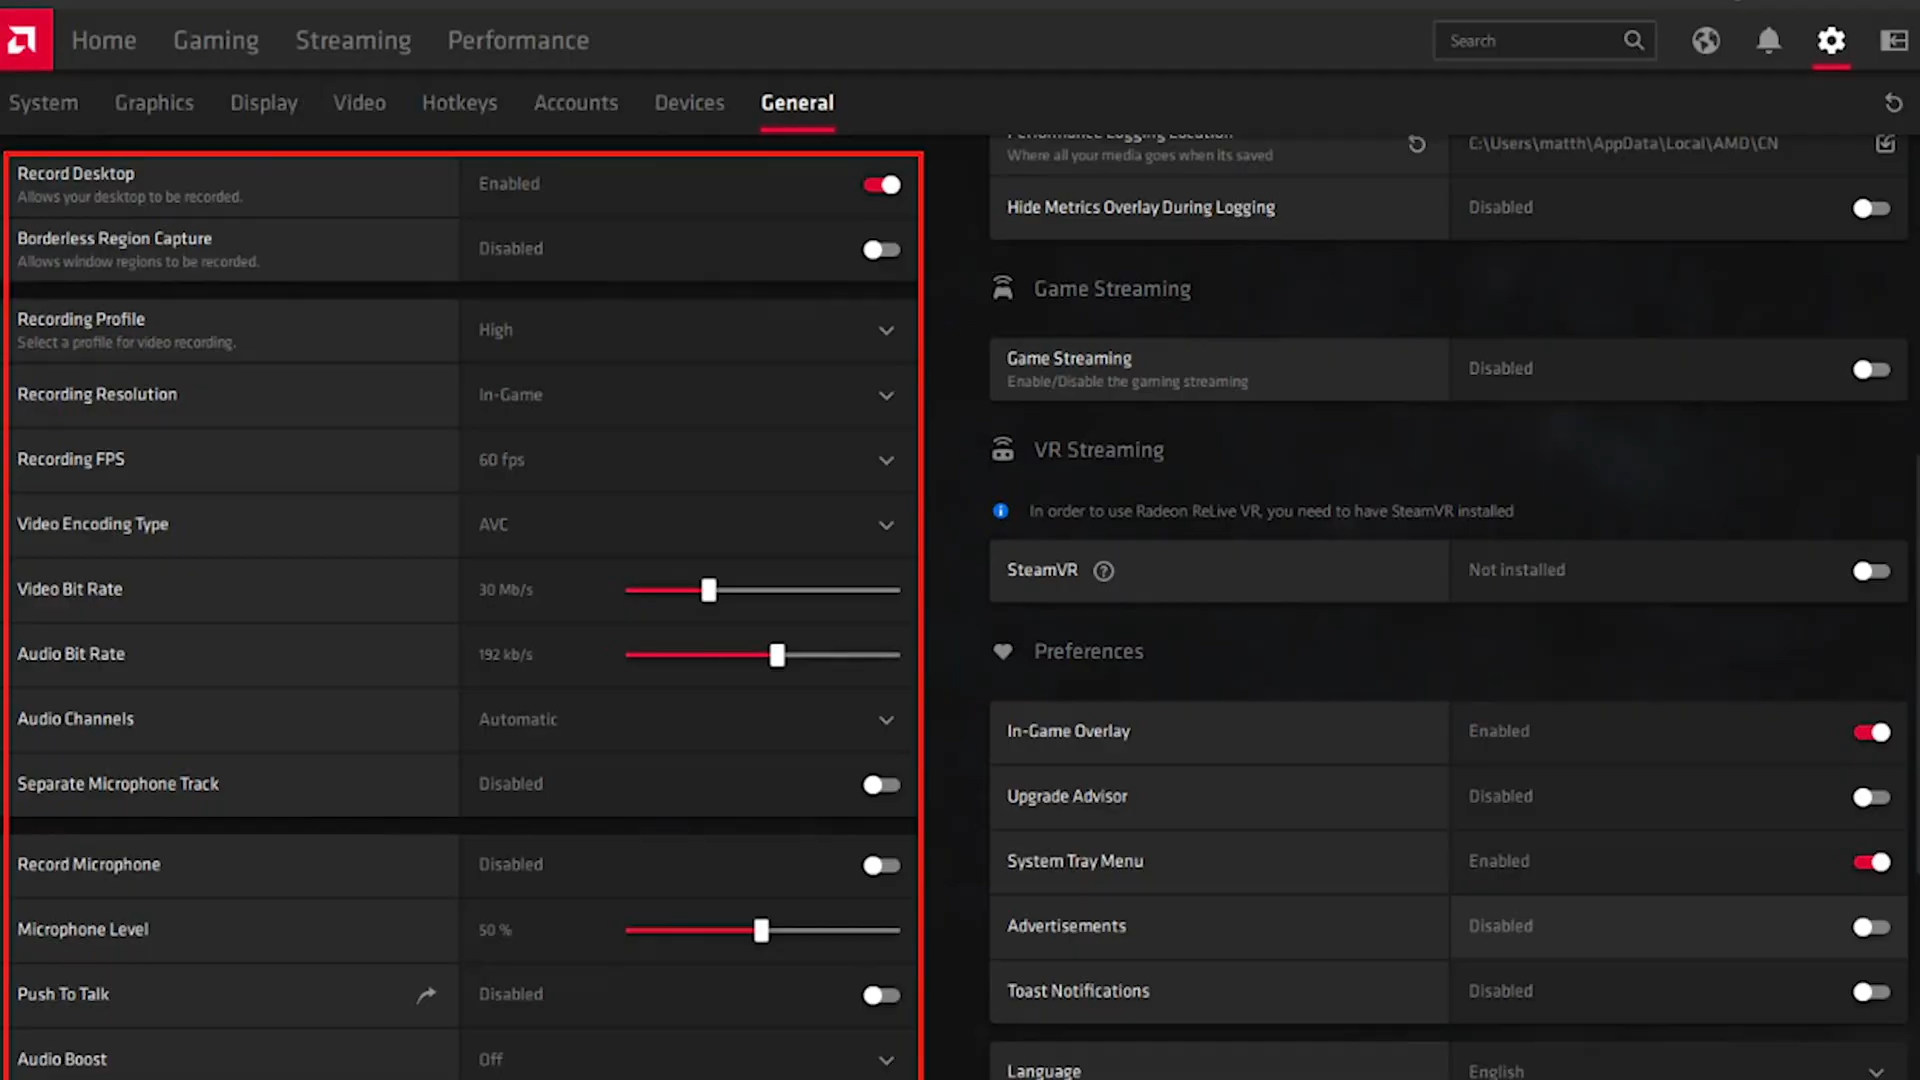 Home Gaming Streaming Performance Search
System Graphics Display Video Hotkeys Accounts Devices General
Record Desktop
Allows your desktop to be recorded.
Enabled
Borderless Region Capture
Allows window regions to be recorded.
Disabled
Recording Profile
Select a profile for video recording.
High
Recording Resolution In-Game
Recording FPS 60 fps
Video Encoding Type AVC
Video Bit Rate 30 Mb/s
Audio Bit Rate 192 kb/s
Audio Channels Automatic
Separate Microphone Track Disabled
Record Microphone Disabled
Microphone Level 50 %
Push To Talk Disabled
Audio Boost Off
Performance Logging Location
Where all your media goes when its saved
C:\Users\matth\AppData\Local\AMD\CN
Hide Metrics Overlay During Logging Disabled
Game Streaming
Game Streaming
Enable/Disable the gaming streaming
Disabled
VR Streaming
In order to use Radeon ReLive VR, you need to have SteamVR installed
SteamVR Not installed
Preferences
In-Game Overlay Enabled
Upgrade Advisor Disabled
System Tray Menu Enabled
Advertisements Disabled
Toast Notifications Disabled
Language English